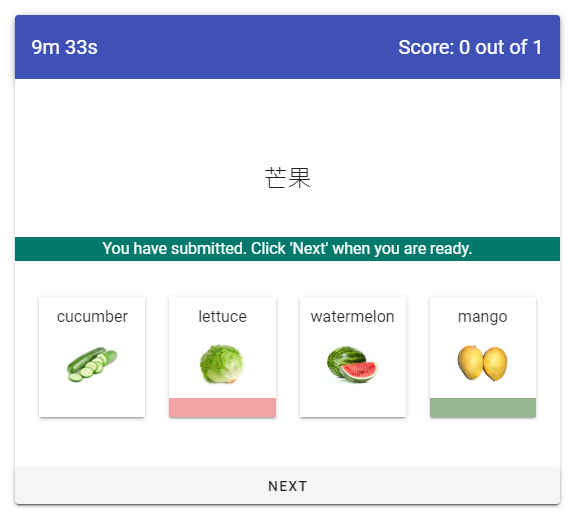 9m 33s Score: 0 out of 1
芒果
You have submitted. Click 'Next' when you are ready.
cucumber lettuce watermelon mango
NEXT